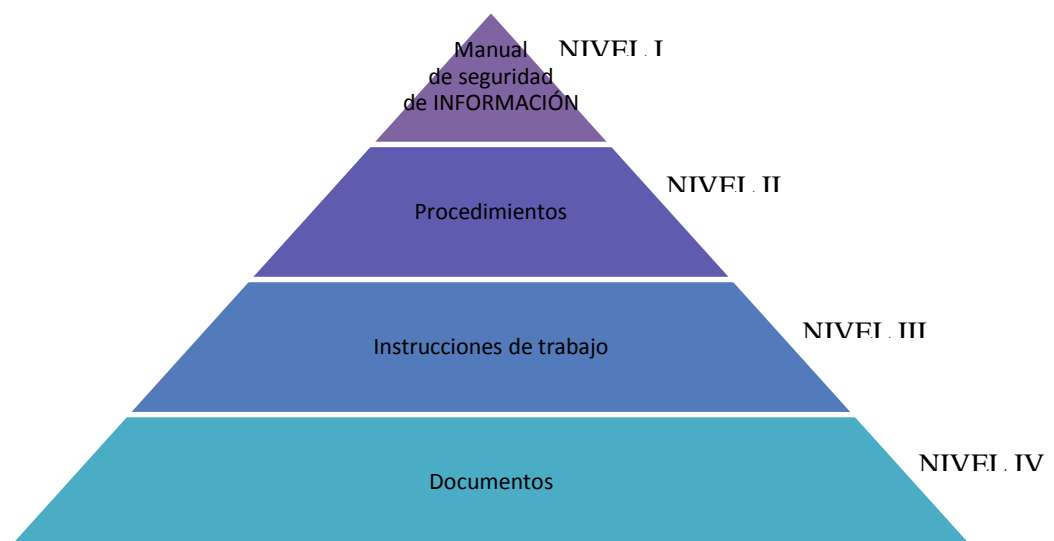 Manual
de seguridad
de INFORMACIÓN
NIVEL I
Procedimientos
NIVEL II
Instrucciones de trabajo
NIVEL III
Documentos
NIVEL IV